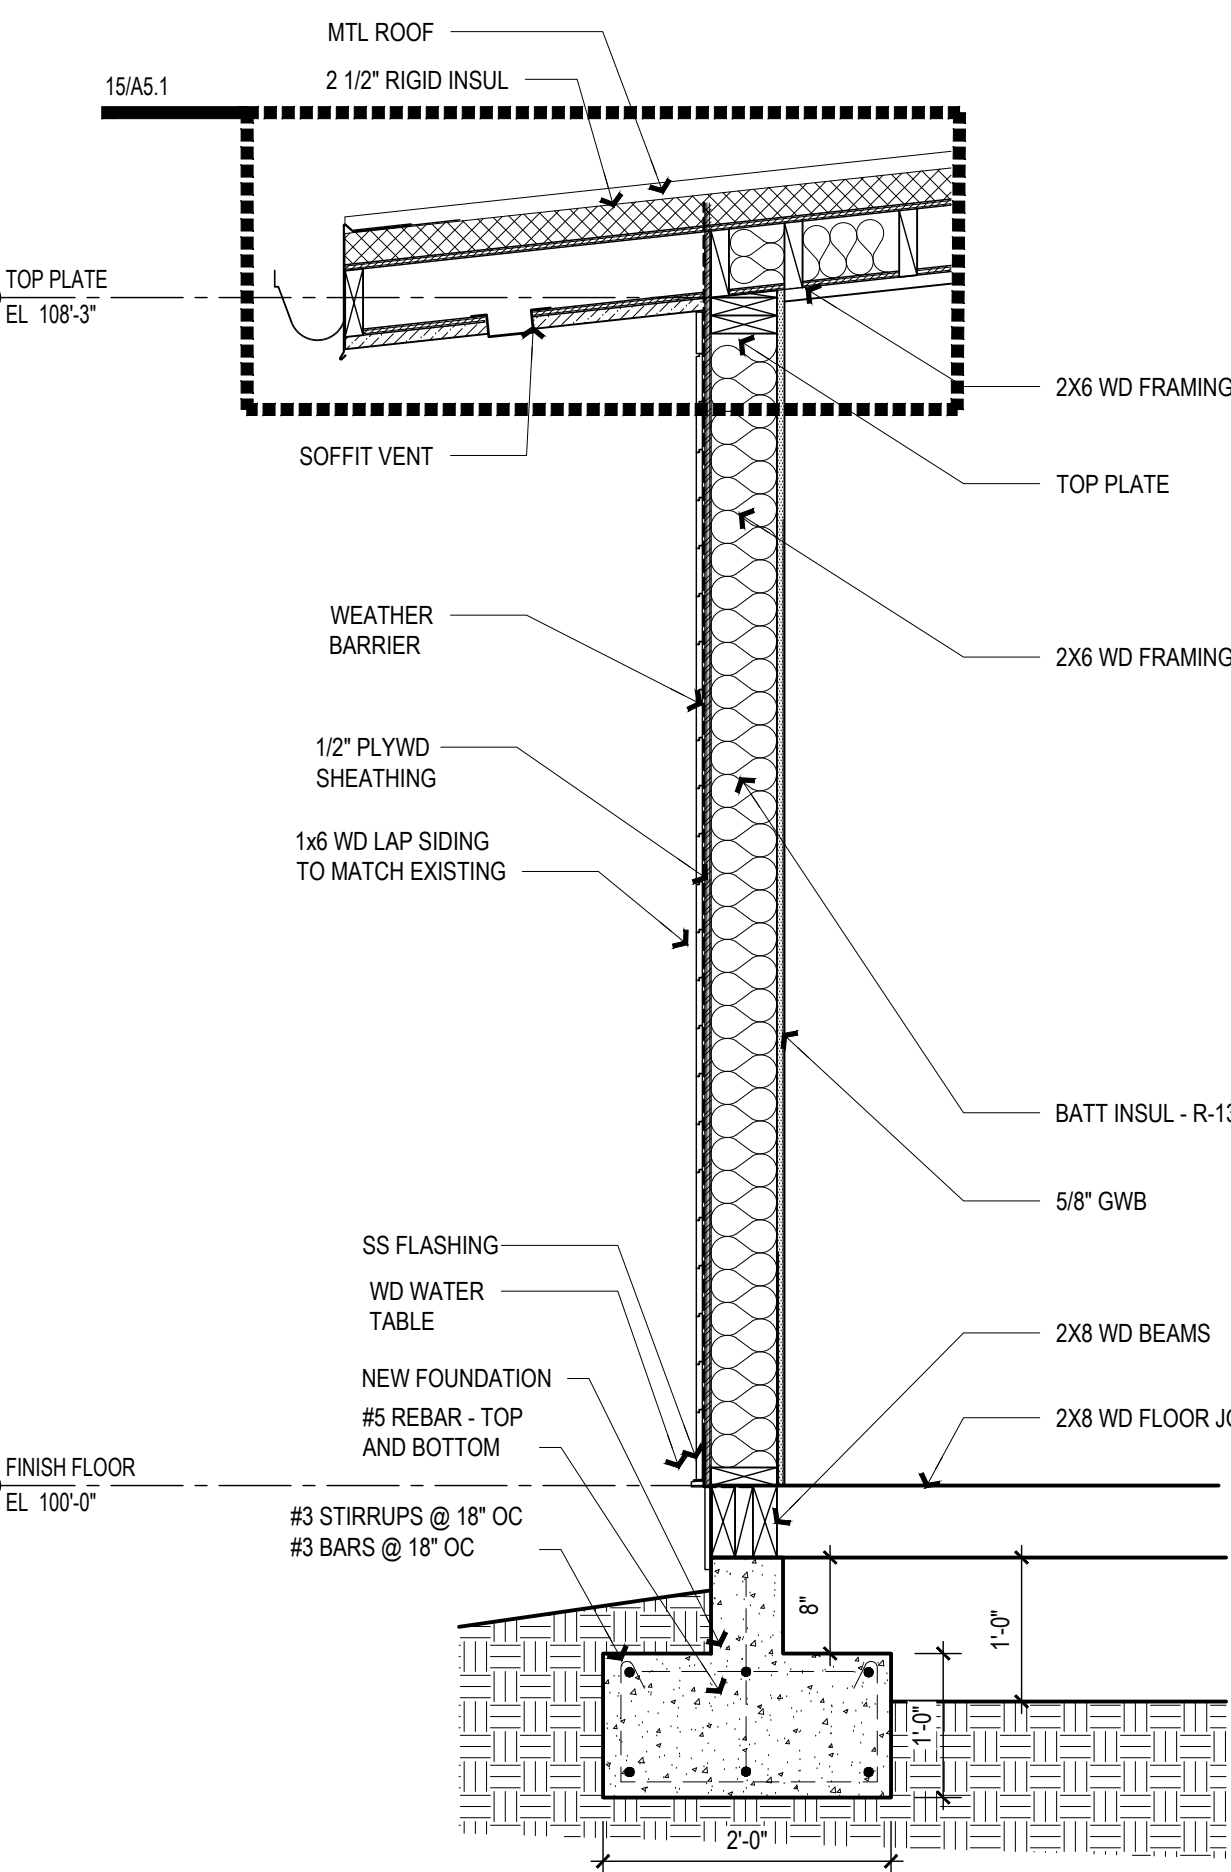 MTL ROOF
2 1/2" RIGID INSUL
15/A5.1
TOP PLATE
EL 108'-3"
2X6 WD FRAMING
SOFFIT VENT
TOP PLATE
WEATHER
BARRIER
2X6 WD FRAMING
1/2" PLYWD
SHEATHING
1x6 WD LAP SIDING
TO MATCH EXISTING
BATT INSUL - R-13
5/8" GWB
SS FLASHING
WD WATER
TABLE
2X8 WD BEAMS
NEW FOUNDATION
#5 REBAR - TOP
AND BOTTOM
2X8 WD FLOOR
FINISH FLOOR
EL 100'-0"
#3 STIRRUPS @ 18" OC
#3 BARS @ 18" OC
8"
1'-0"
1'-0"
2'-0"